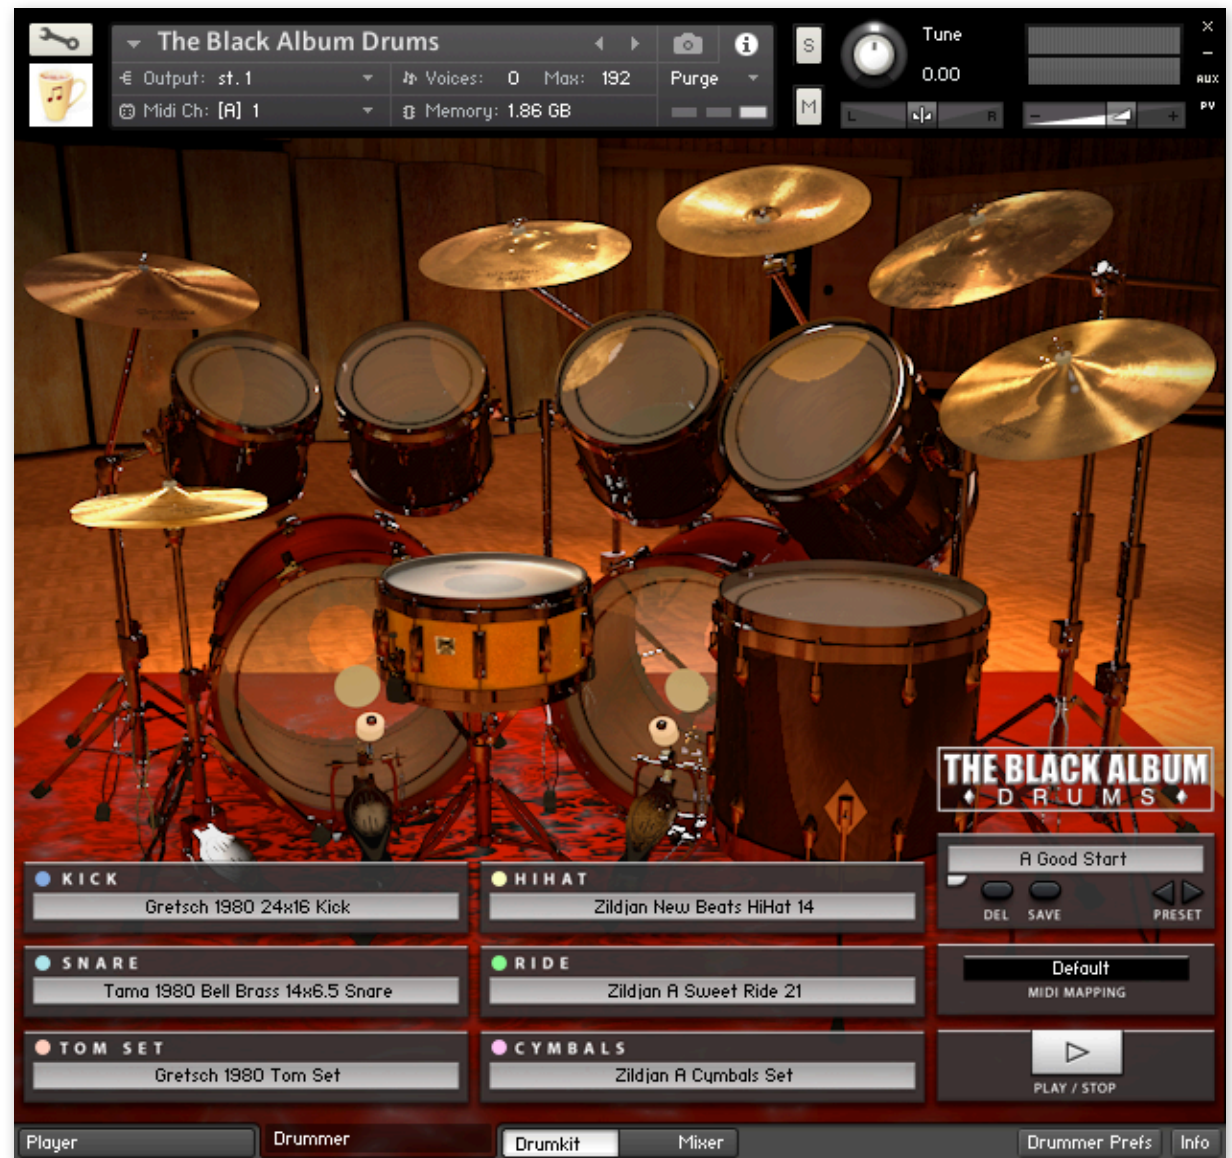 The Black Album Drums
S
Tune
0.00
Output: st. 1
Voices: 0 Max: 192
Purge
AUX
Midi Ch: [A] 1
Memory: 1.86 GB
M
PV
L R
- +
THE BLACK ALBUM
DRUMS
KICK
Gretsch 1980 24x16 Kick
HIHAT
Zildjan New Beats HiHat 14
A Good Start
DEL SAVE PRESET
SNARE
Tama 1980 Bell Brass 14x6.5 Snare
RIDE
Zildjan A Sweet Ride 21
Default
MIDI MAPPING
TOM SET
Gretsch 1980 Tom Set
CYMBALS
Zildjan A Cymbals Set
PLAY / STOP
Player
Drummer
Drumkit
Mixer
Drummer Prefs
Info